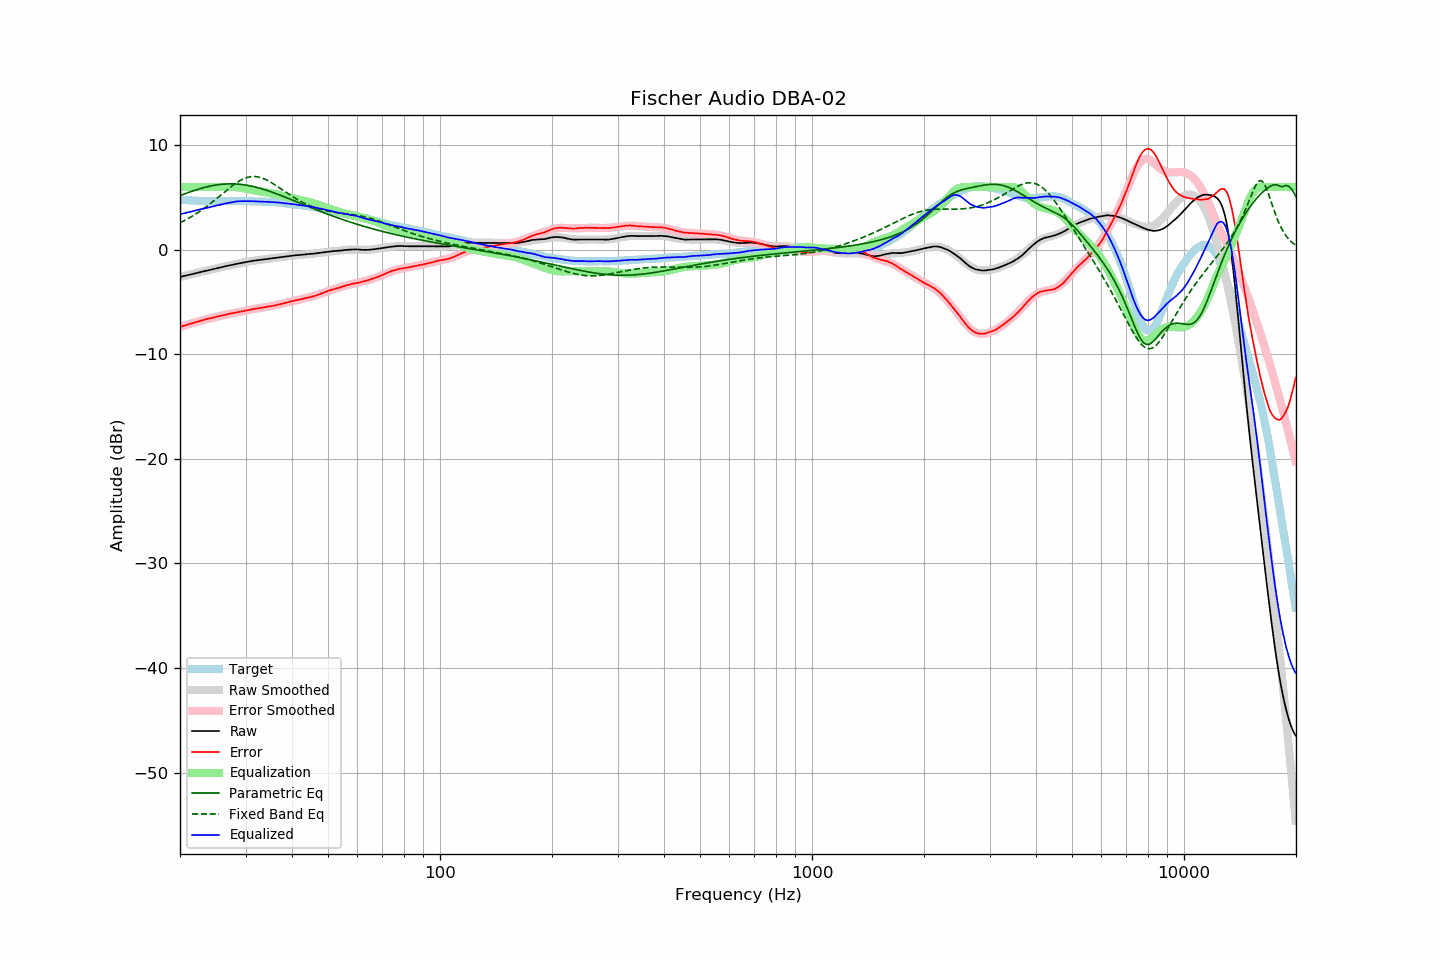 Fischer Audio DBA-02
10
0
−10
−20
−30
−40
−50
Amplitude (dBr)
Target
Raw Smoothed
Error Smoothed
Raw
Error
Equalization
Parametric Eq
Fixed Band Eq
Equalized
100
1000
10000
Frequency (Hz)